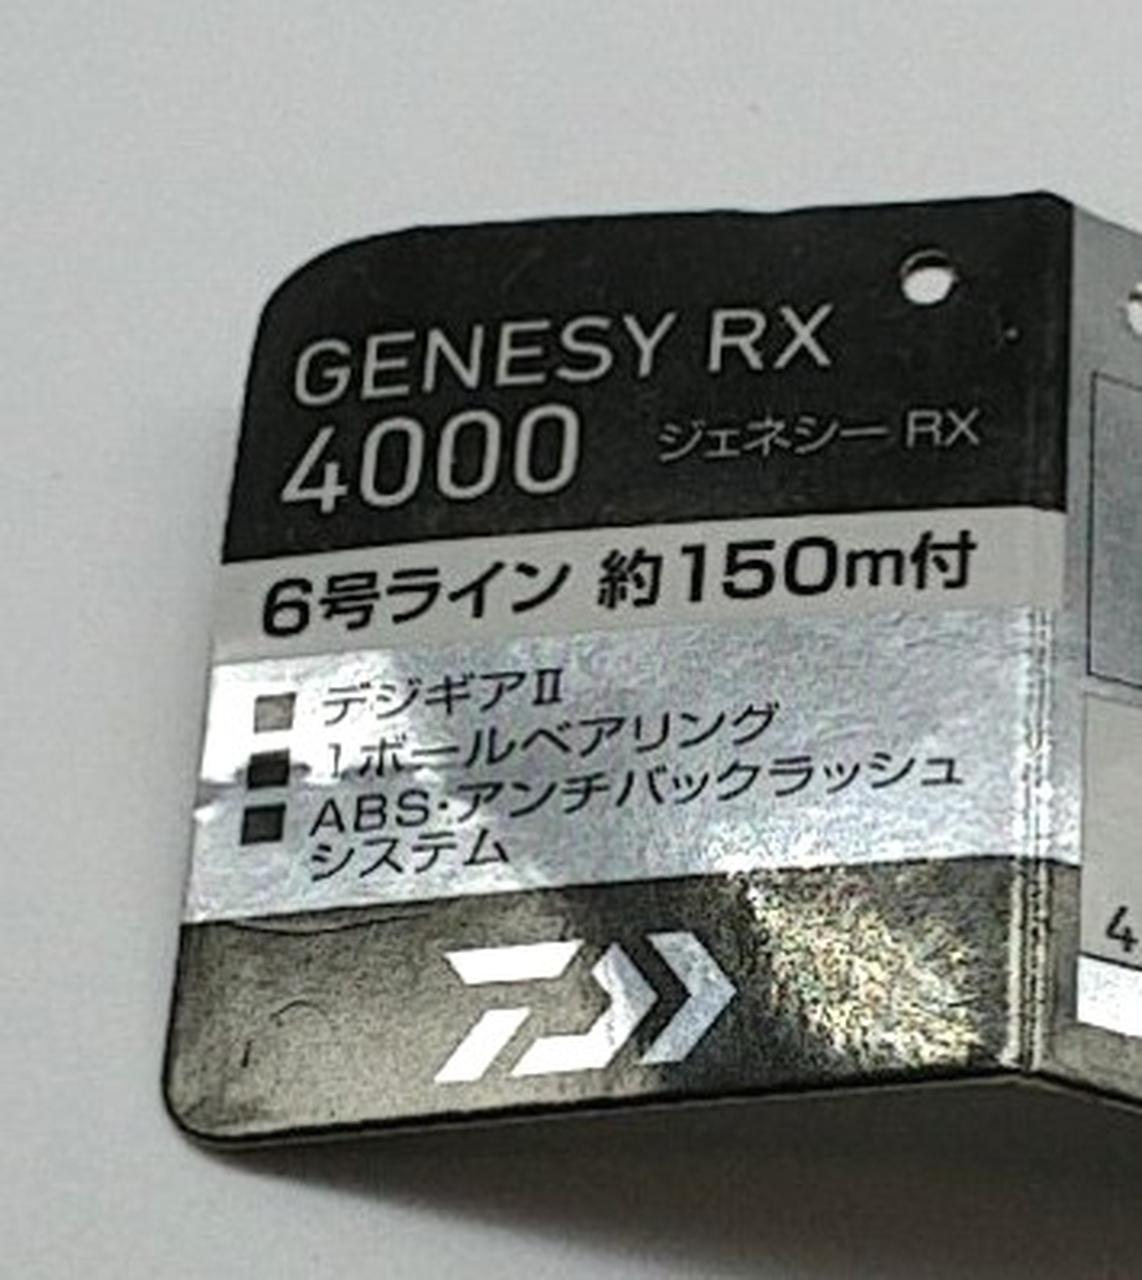 GENESY RX
4000 ジェネシー RX
6号ライン 約150m付
デジギアⅡ
1ボールベアリング
ABS・アンチバックラッシュ
システム
4